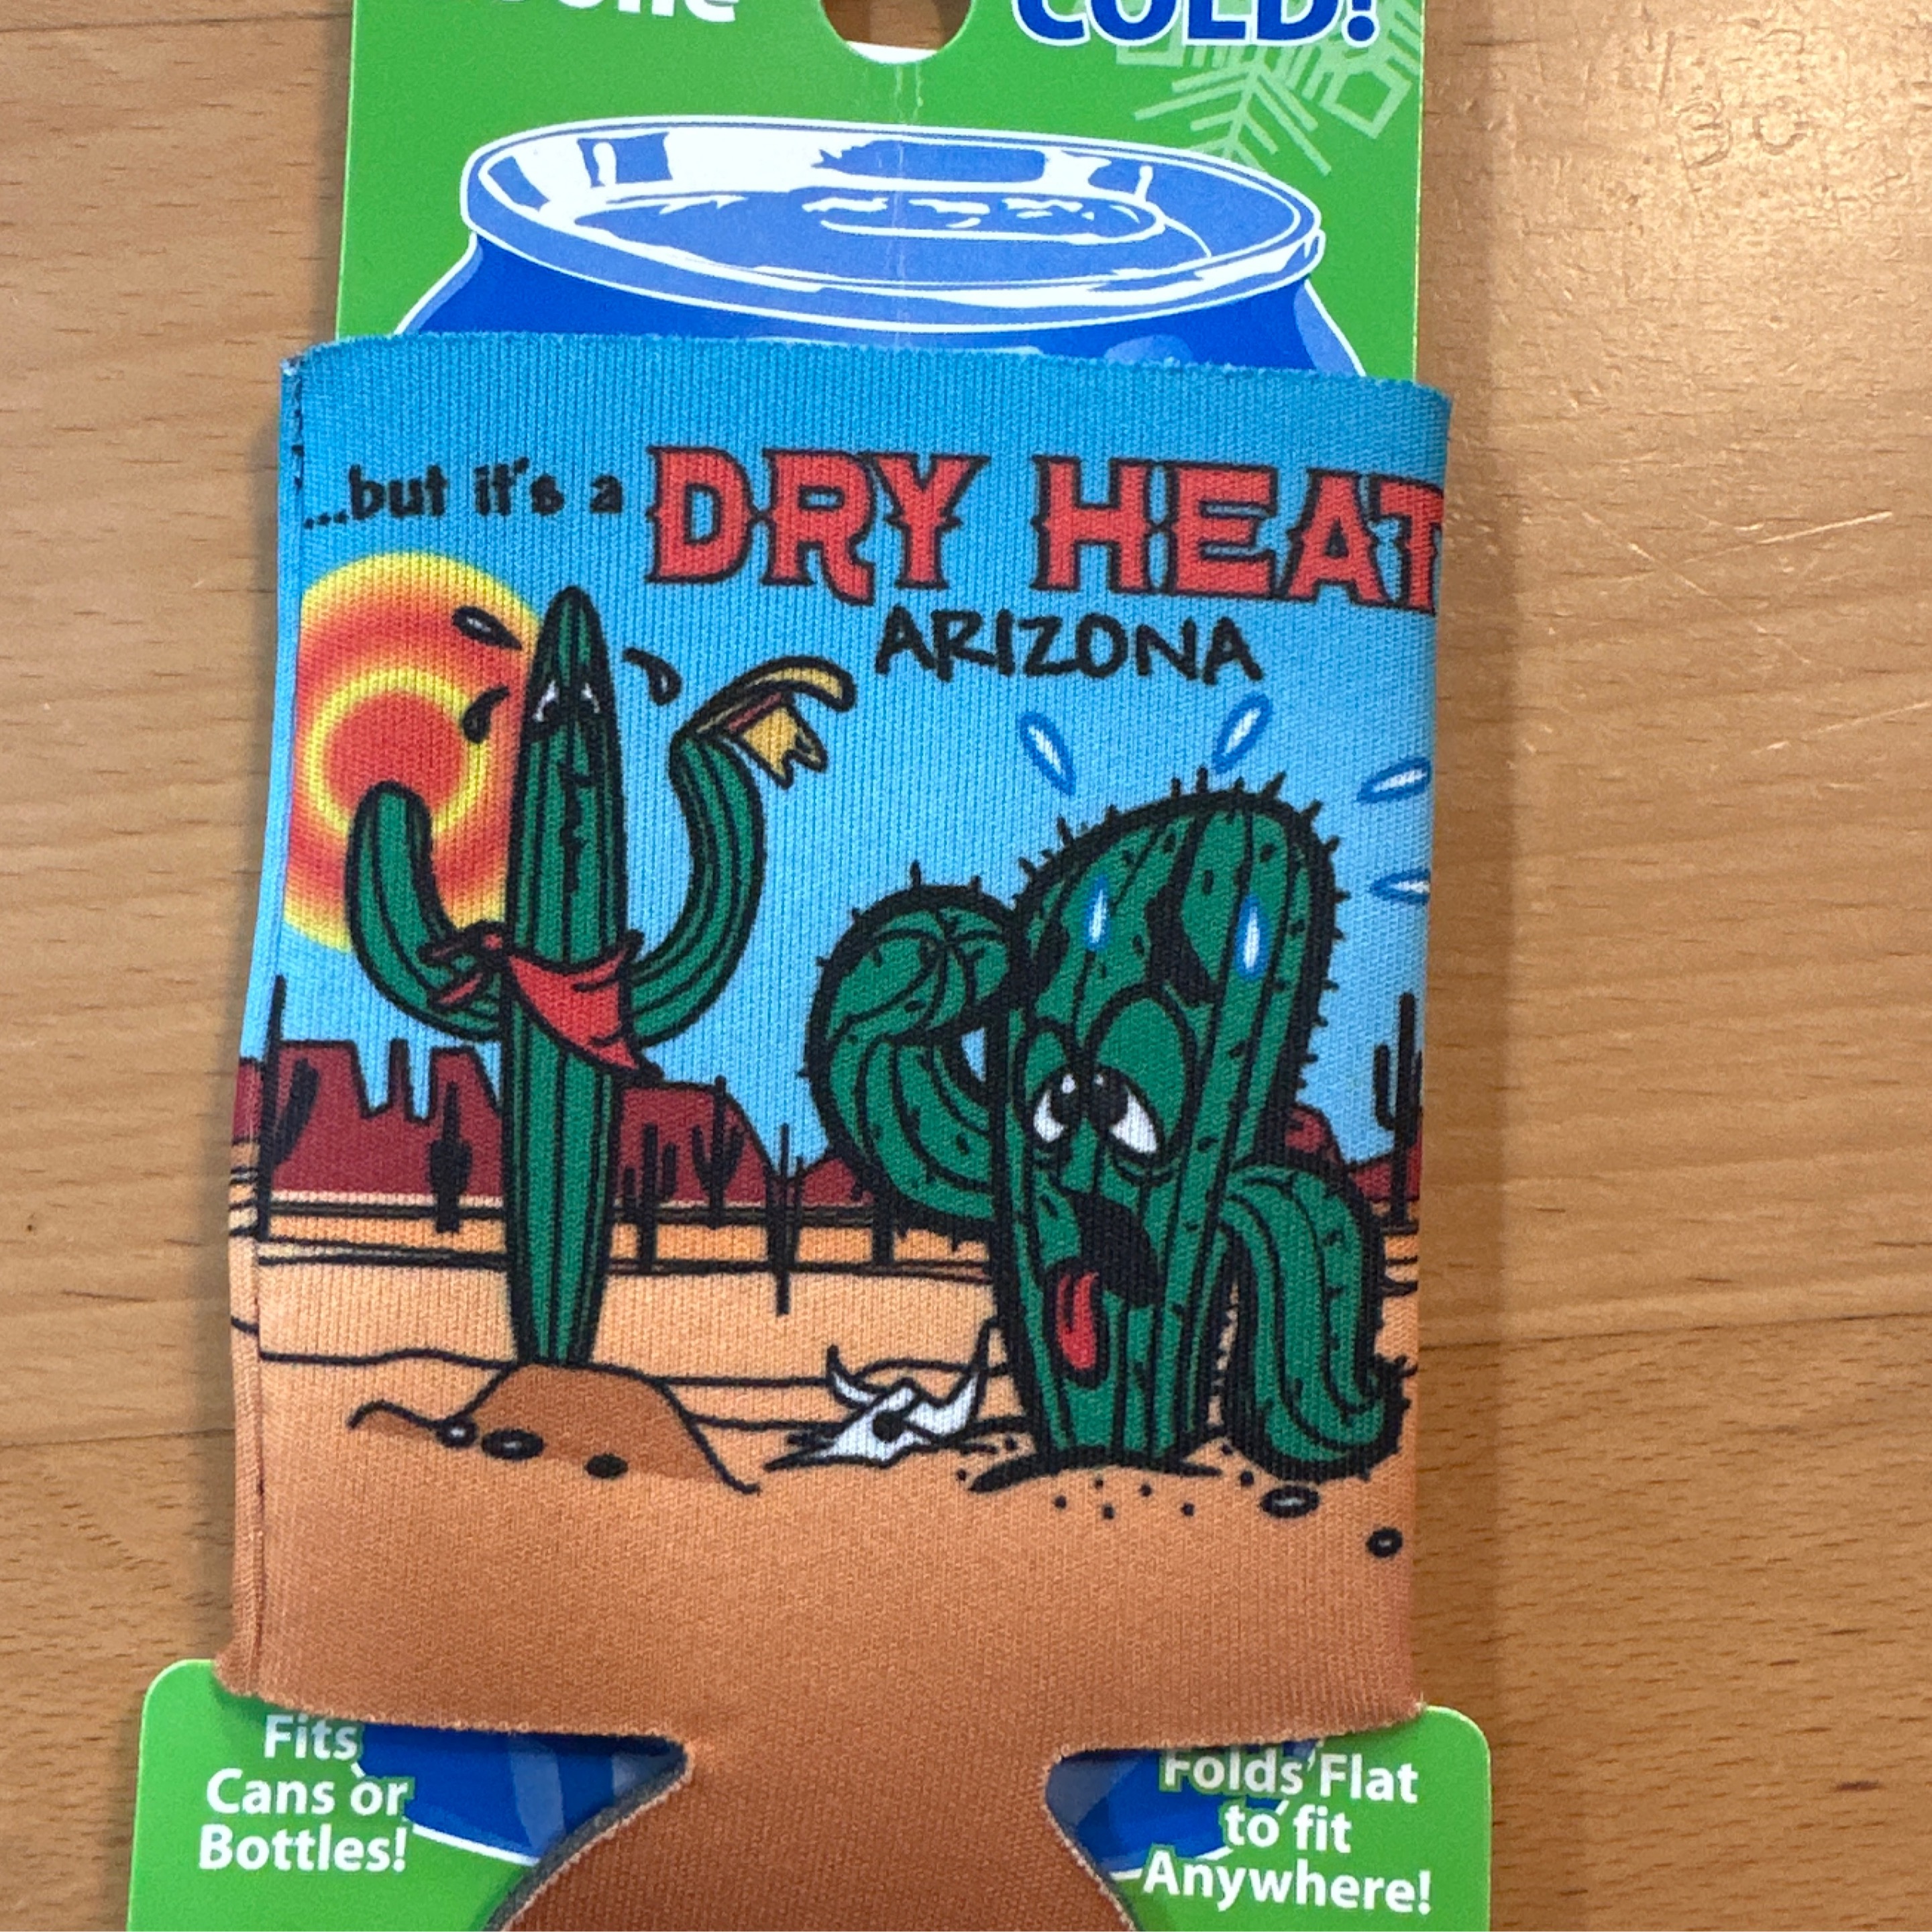 COLD!
...but it's a DRY HEAT
ARIZONA
Fits
Cans or
Bottles!
Folds Flat
to fit
Anywhere!